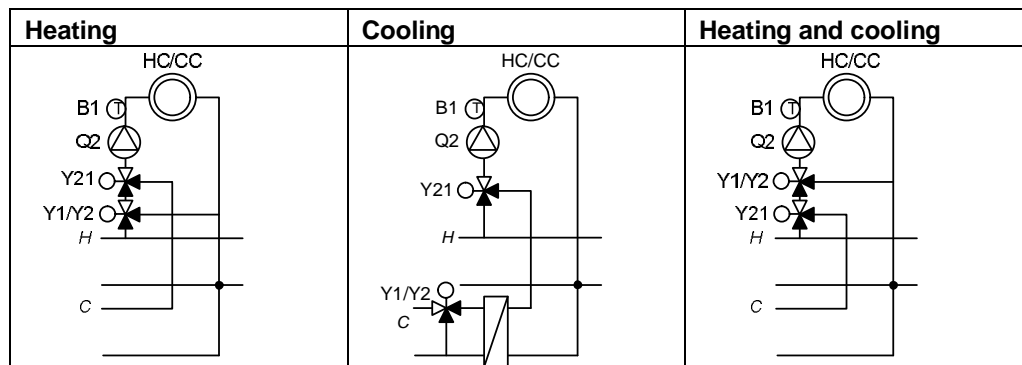 Heating
Cooling
Heating and cooling
HC/CC
B1
T
Q2
Y21
Y1/Y2
H
C
HC/CC
B1
T
Q2
Y21
H
Y1/Y2
C
HC/CC
B1
T
Q2
Y1/Y2
Y21
H
C